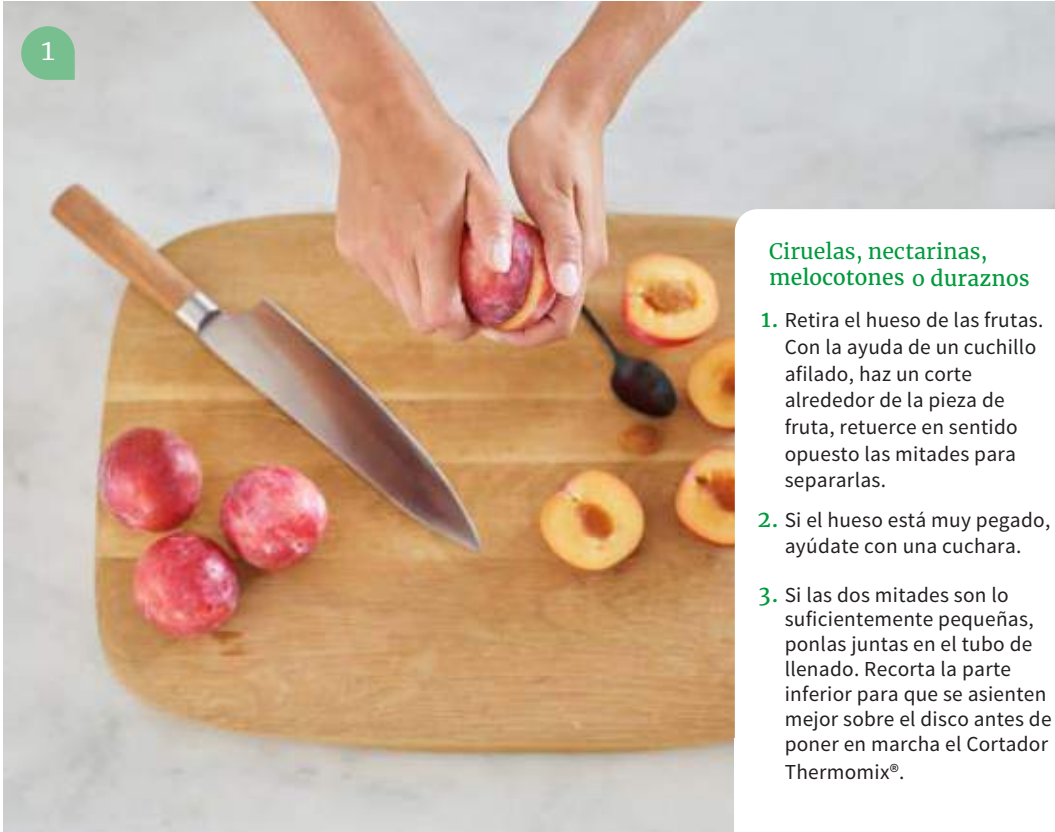 1
Ciruelas, nectarinas,
melocotones o duraznos
1. Retira el hueso de las frutas.
Con la ayuda de un cuchillo
afilado, haz un corte
alrededor de la pieza de
fruta, retuerce en sentido
opuesto las mitades para
separarlas.
2. Si el hueso está muy pegado,
ayúdate con una cuchara.
3. Si las dos mitades son lo
suficientemente pequeñas,
ponlas juntas en el tubo de
llenado. Recorta la parte
inferior para que se asienten
mejor sobre el disco antes de
poner en marcha el Cortador
Thermomix®.